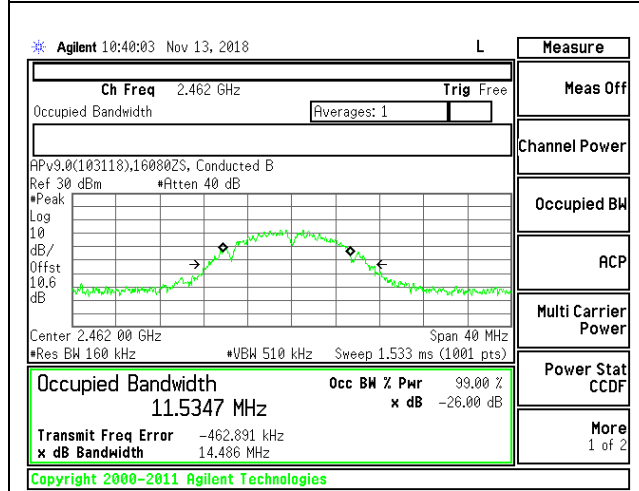 Agilent 10:40:03 Nov 13, 2018 L
Measure
Ch Freq 2.462 GHz Trig Free
Meas Off
Occupied Bandwidth Averages: 1
Channel Power
APv9.0(103118),16080ZS, Conducted B
Ref 30 dBm #Atten 40 dB
#Peak
Occupied BW
Log
10
dB/
ACP
Offst
10.6
dB
Multi Carrier
Power
Center 2.462 00 GHz Span 40 MHz
#Res BW 160 kHz #VBW 510 kHz Sweep 1.533 ms (1001 pts)
Power Stat
CCDF
Occupied Bandwidth Occ BW % Pwr 99.00 %
11.5347 MHz x dB -26.00 dB
More
1 of 2
Transmit Freq Error -462.891 kHz
x dB Bandwidth 14.486 MHz
Copyright 2000-2011 Agilent Technologies